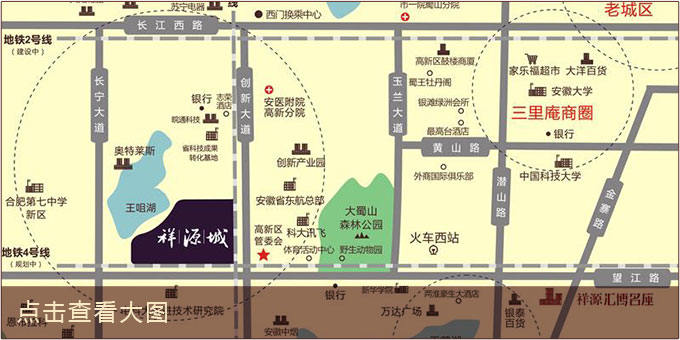 苏宁电器
西门换乘中心
市一院蜀山分院
老城区
长江西路
地铁2号线
（建设中）
高新区鼓楼商厦
家乐福超市
大洋百货
长宁大道
创新大道
玉兰大道
蜀王牡丹阁
安徽大学
银行
志荣酒店
安医附院
高新分院
皖通科技
银滩绿洲会所
三里庵商圈
最高台酒店
银行
奥特莱斯
省科技成果
转化基地
创新产业园
黄山路
外商国际俱乐部
中国科技大学
合肥第七中学
新区
王咀湖
安徽省东航总部
大蜀山
森林公园
潜山路
金寨路
祥源城
高新区
管委会
科大讯飞
火车西站
地铁4号线
（规划中）
体育活动中心
野生动物园
望江路
银行
新华学院
两淮豪生大酒店
银泰
百货
祥源汇博名座
点击查看大图
技术研究院
万达广场
安徽中烟